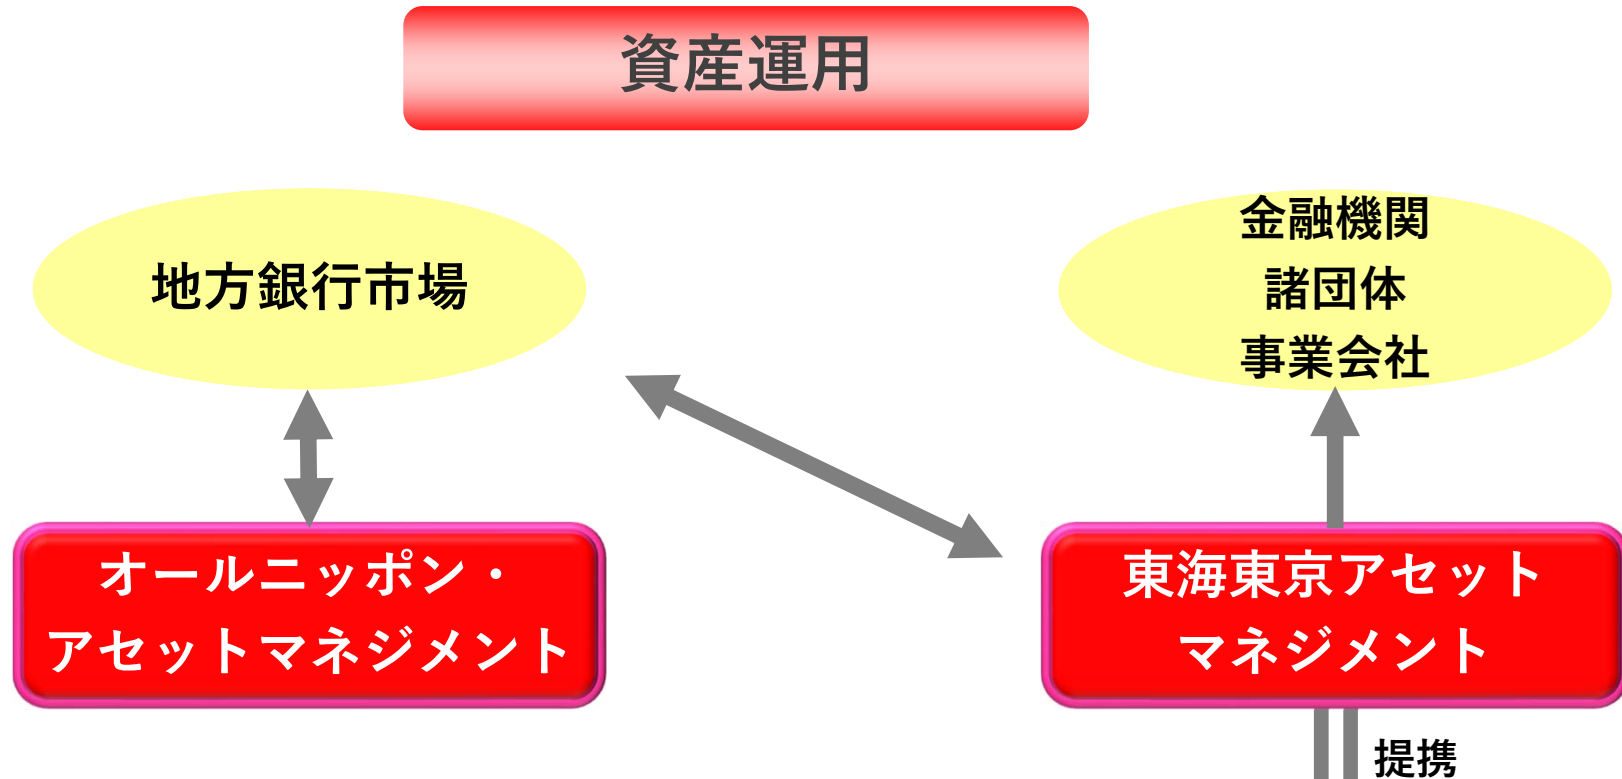 資産運用
地方銀行市場
金融機関
諸団体
事業会社
オールニッポン・
アセットマネジメント
東海東京アセット
マネジメント
提携